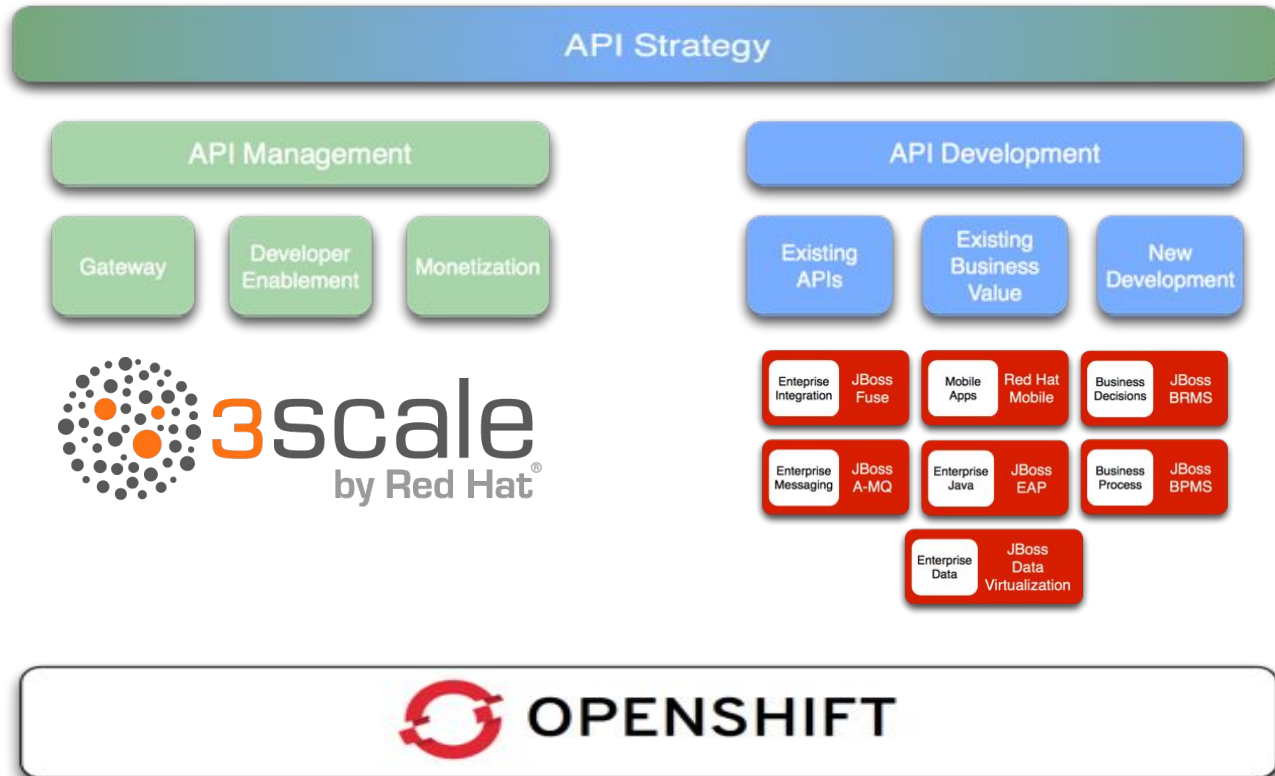 API Strategy
API Management
API Development
Gateway
Developer
Enablement
Monetization
Existing
APIs
Existing
Business
Value
New
Development
3scale
by Red Hat®
Enteprise
Integration
JBoss
Fuse
Mobile
Apps
Red Hat
Mobile
Business
Decisions
JBoss
BRMS
Enterprise
Messaging
JBoss
A-MQ
Enterprise
Java
JBoss
EAP
Business
Process
JBoss
BPMS
Enterprise
Data
JBoss
Data
Virtualization
OPENSHIFT